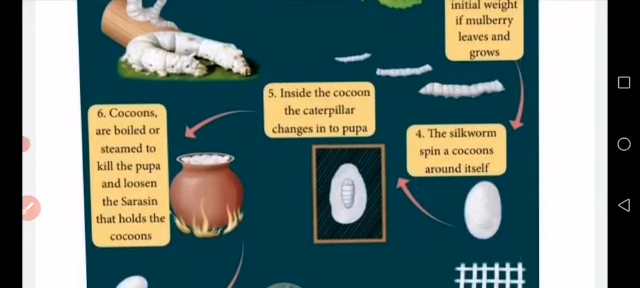 initial weight
if mulberry
leaves and
grows
5. Inside the cocoon
the caterpillar
changes in to pupa
4. The silkworm
spin a cocoons
around itself
6. Cocoons,
are boiled or
steamed to
kill the pupa
and loosen
the Sarasin
that holds the
cocoons